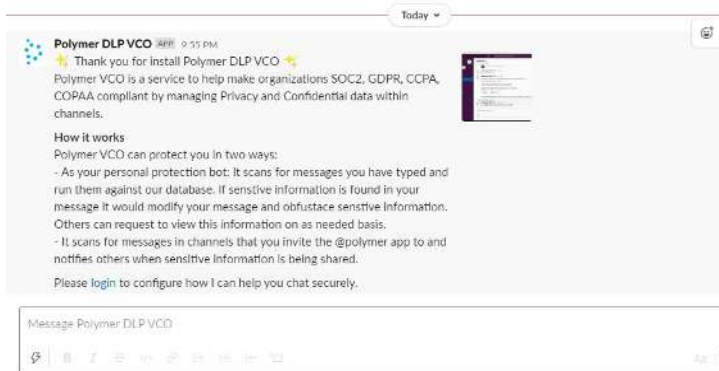 Today
Polymer DLP VCO APP 9:55 PM
Thank you for install Polymer DLP VCO
Polymer VCO is a service to help make organizations SOC2, GDPR, CCPA,
COPAA compliant by managing Privacy and Confidential data within
channels.
How it works
Polymer VCO can protect you in two ways:
- As your personal protection bot: It scans for messages you have typed and
run them against our database. If senstive information is found in your
message it would modify your message and obfustace sensitive information.
Others can request to view this information on as needed basis.
- It scans for messages in channels that you invite the @polymer app to and
notifies others when sensitive information is being shared.
Please login to configure how I can help you chat securely.
Message Polymer DLP VCO